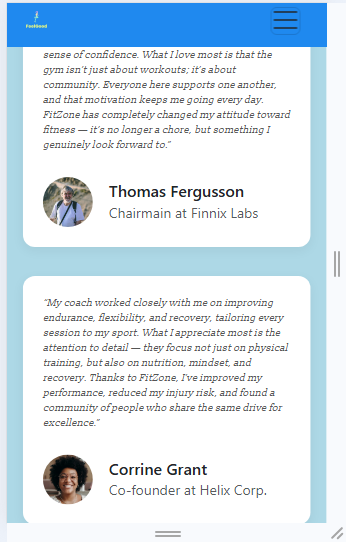 FeelGood
sense of confidence. What I love most is that the
gym isn't just about workouts; it's about
community. Everyone here supports one another,
and that motivation keeps me going every day.
FitZone has completely changed my attitude toward
fitness — it's no longer a chore, but something I
genuinely look forward to."
Thomas Fergusson
Chairmain at Finnix Labs
"My coach worked closely with me on improving
endurance, flexibility, and recovery, tailoring every
session to my sport. What I appreciate most is the
attention to detail — they focus not just on physical
training, but also on nutrition, mindset, and
recovery. Thanks to FitZone, I've improved my
performance, reduced my injury risk, and found a
community of people who share the same drive for
excellence."
Corrine Grant
Co-founder at Helix Corp.